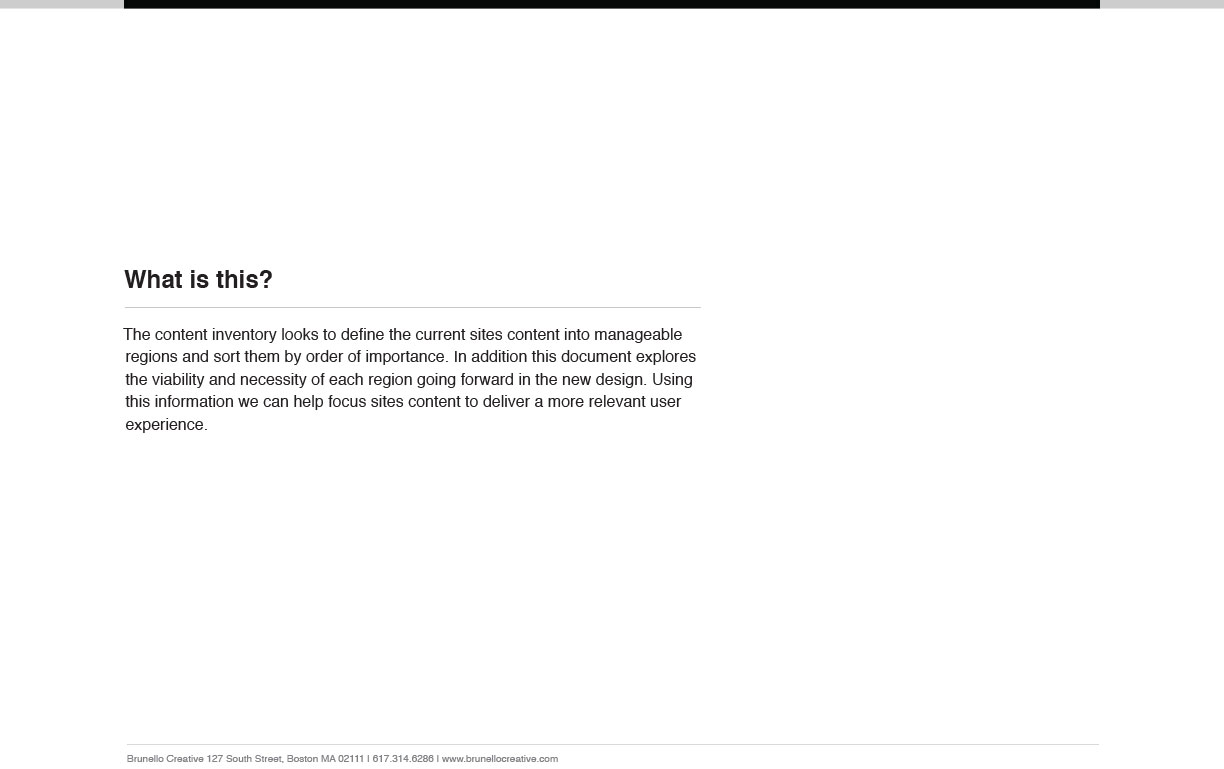 What is this?
The content inventory looks to define the current sites content into manageable
regions and sort them by order of importance. In addition this document explores
the viability and necessity of each region going forward in the new design. Using
this information we can help focus sites content to deliver a more relevant user
experience.
Brunello Creative 127 South Street, Boston MA 02111 | 617.314.6286 | www.brunellocreative.com